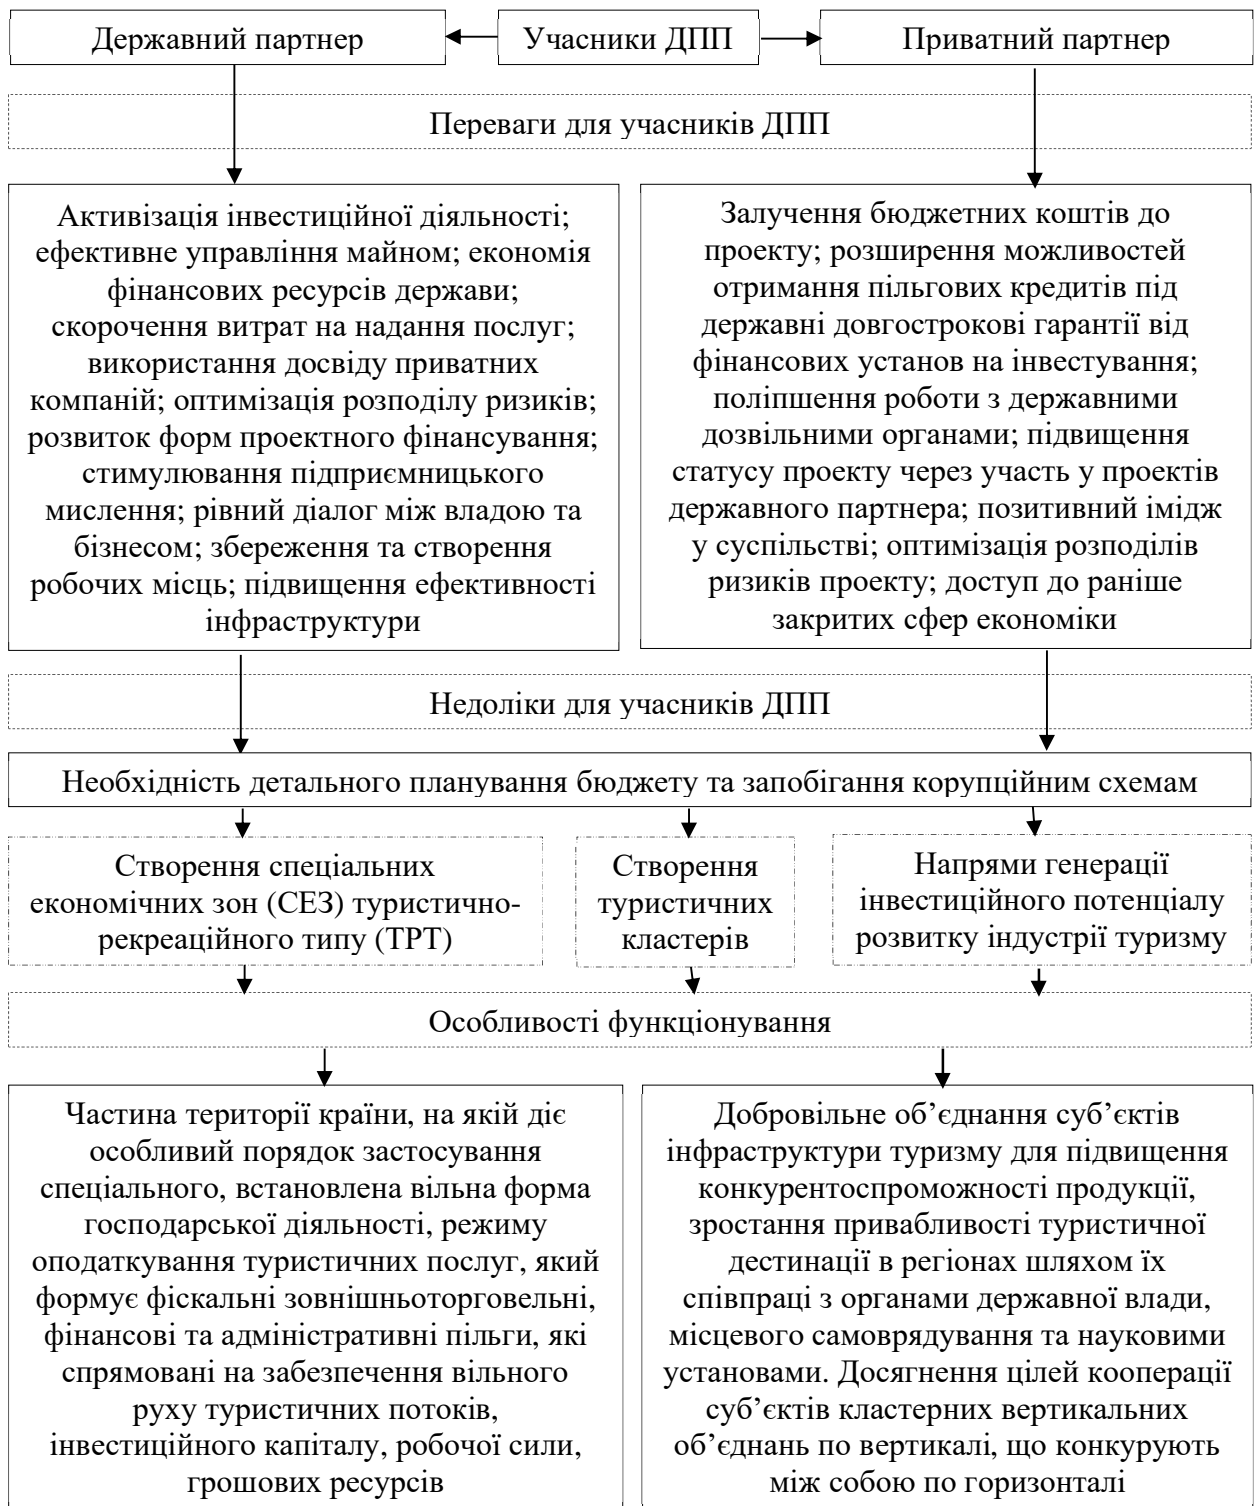 Державний партнер
Учасники ДПП
Приватний партнер
Переваги для учасників ДПП
Активізація інвестиційної діяльності;
ефективне управління майном; економія
фінансових ресурсів держави;
скорочення витрат на надання послуг;
використання досвіду приватних
компаній; оптимізація розподілу ризиків;
розвиток форм проектного фінансування;
стимулювання підприємницького
мислення; рівний діалог між владою та
бізнесом; збереження та створення
робочих місць; підвищення ефективності
інфраструктури
Залучення бюджетних коштів до
проекту; розширення можливостей
отримання пільгових кредитів під
державні довгострокові гарантії від
фінансових установ на інвестування;
поліпшення роботи з державними
дозвільними органами; підвищення
статусу проекту через участь у проектів
державного партнера; позитивний імідж
у суспільстві; оптимізація розподілів
ризиків проекту; доступ до раніше
закритих сфер економіки
Недоліки для учасників ДПП
Необхідність детального планування бюджету та запобігання корупційним схемам
Створення спеціальних
економічних зон (СЕЗ) туристично-
рекреаційного типу (ТРТ)
Створення
туристичних
кластерів
Напрями генерації
інвестиційного потенціалу
розвитку індустрії туризму
Особливості функціонування
Частина території країни, на якій діє
особливий порядок застосування
спеціального, встановлена вільна форма
господарської діяльності, режиму
оподаткування туристичних послуг, який
формує фіскальні зовнішньоторговельні,
фінансові та адміністративні пільги, які
спрямовані на забезпечення вільного
руху туристичних потоків,
інвестиційного капіталу, робочої сили,
грошових ресурсів
Добровільне об’єднання суб’єктів
інфраструктури туризму для підвищення
конкурентоспроможності продукції,
зростання привабливості туристичної
дестинації в регіонах шляхом їх
співпраці з органами державної влади,
місцевого самоврядування та науковими
установами. Досягнення цілей кооперації
суб’єктів кластерних вертикальних
об’єднань по вертикалі, що конкурують
між собою по горизонталі